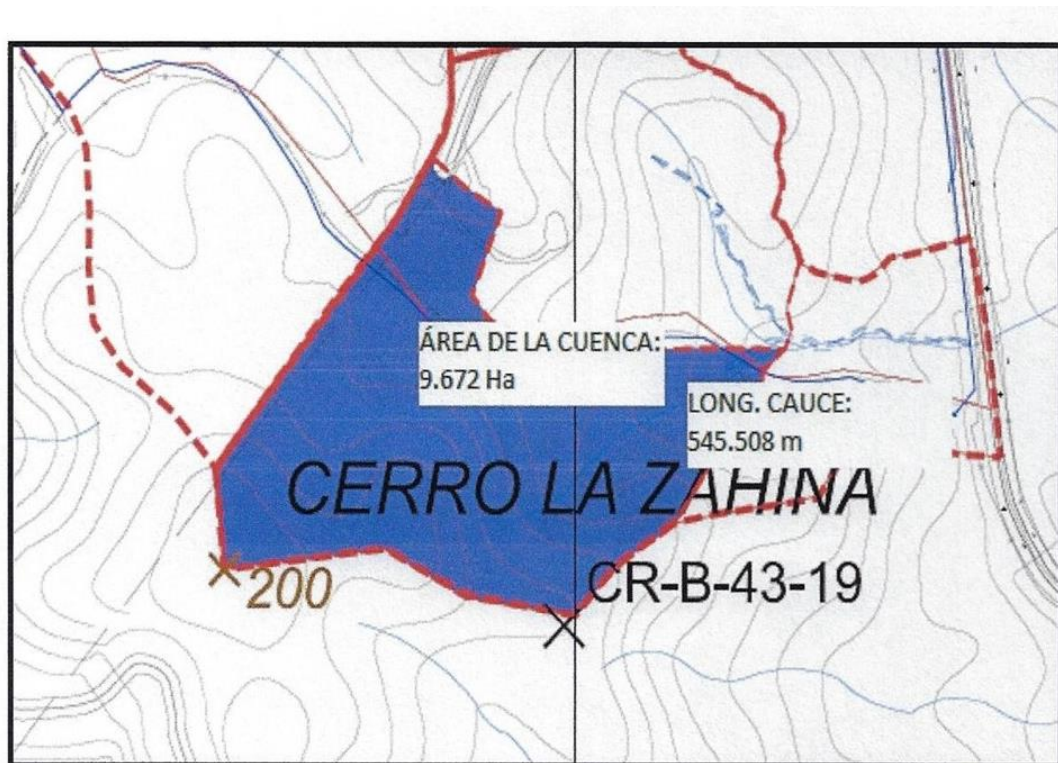 ÁREA DE LA CUENCA:
9.672 Ha
LONG. CAUCE:
545.508 m
CERRO LA ZAHINA
200
CR-B-43-19